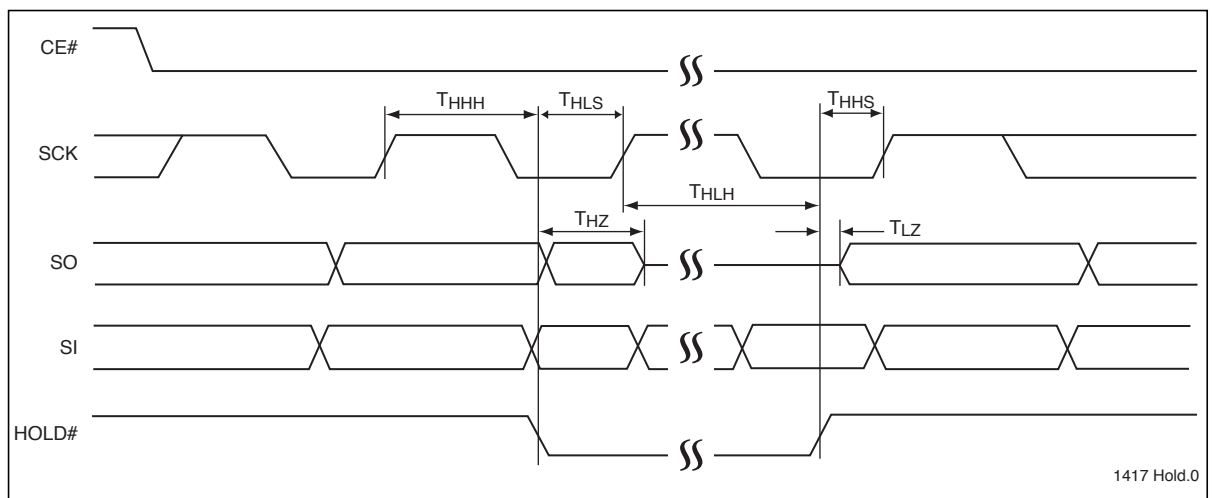 CE#
THHH
THLS
THHS
SCK
THLH
THZ
TLZ
SO
SI
HOLD#
1417 Hold.0